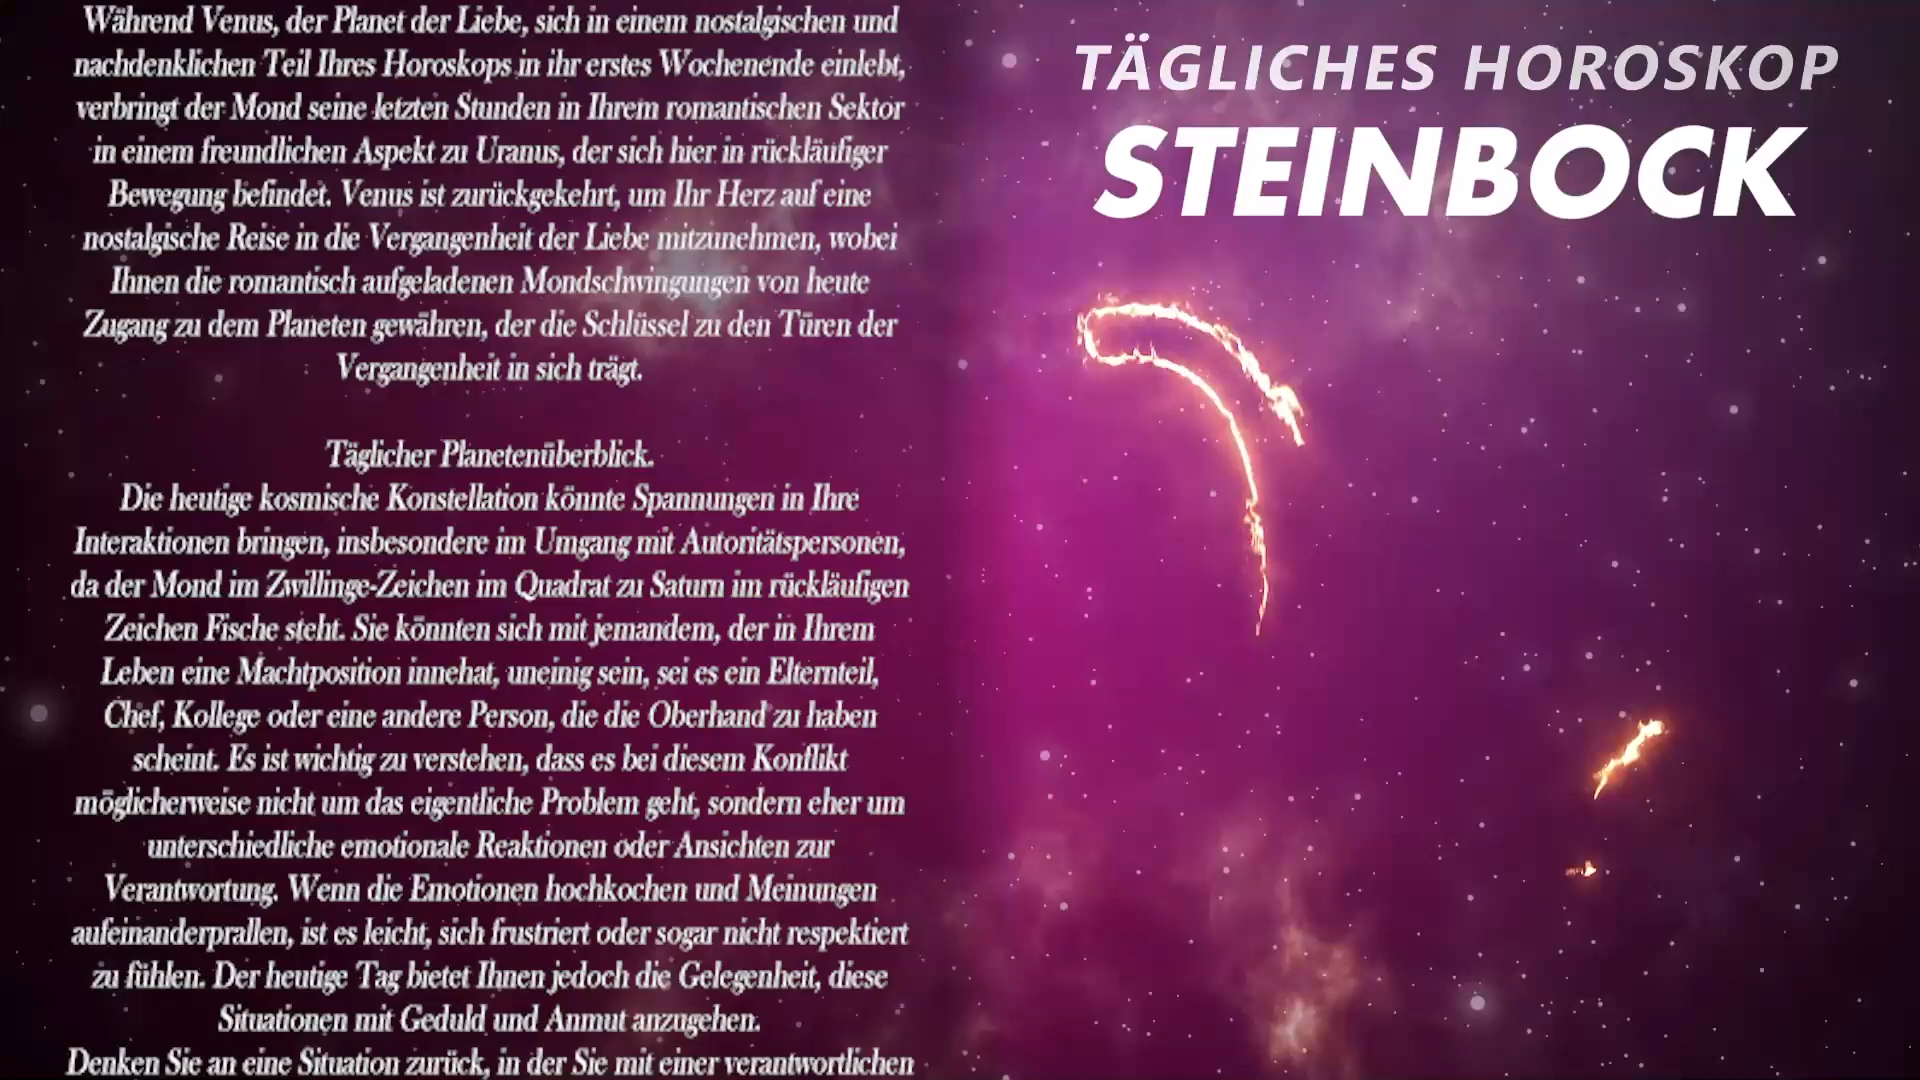 Während Venus, der Planet der Liebe, sich in einem nostalgischen und
nachdenklichen Teil Ihres Horoskops in ihr erstes Wochenende einlebt,
verbringt der Mond seine letzten Stunden in Ihrem romantischen Sektor
in einem freundlichen Aspekt zu Uranus, der sich hier in rückläufiger
Bewegung befindet. Venus ist zurückgekehrt, um Ihr Herz auf eine
nostalgische Reise in die Vergangenheit der Liebe mitzunehmen, wobei
Ihnen die romantisch aufgeladenen Mondschwingungen von heute
Zugang zu dem Planeten gewähren, der die Schlüssel zu den Türen der
Vergangenheit in sich trägt.
Täglicher Planetenüberblick.
Die heutige kosmische Konstellation könnte Spannungen in Ihre
Interaktionen bringen, insbesondere im Umgang mit Autoritätspersonen,
da der Mond im Zwillinge-Zeichen im Quadrat zu Saturn im rückläufigen
Zeichen Fische steht. Sie könnten sich mit jemandem, der in Ihrem
Leben eine Machtposition innehat, uneinig sein, sei es ein Elternteil,
Chef, Kollege oder eine andere Person, die die Oberhand zu haben
scheint. Es ist wichtig zu verstehen, dass es bei diesem Konflikt
möglicherweise nicht um das eigentliche Problem geht, sondern eher um
unterschiedliche emotionale Reaktionen oder Ansichten zur
Verantwortung. Wenn die Emotionen hochkochen und Meinungen
aufeinanderprallen, ist es leicht, sich frustriert oder sogar nicht respektiert
zu fühlen. Der heutige Tag bietet Ihnen jedoch die Gelegenheit, diese
Situationen mit Geduld und Anmut anzugehen.
Denken Sie an eine Situation zurück, in der Sie mit einer verantwortlichen
TÄGLICHES HOROSKOP
STEINBOCK